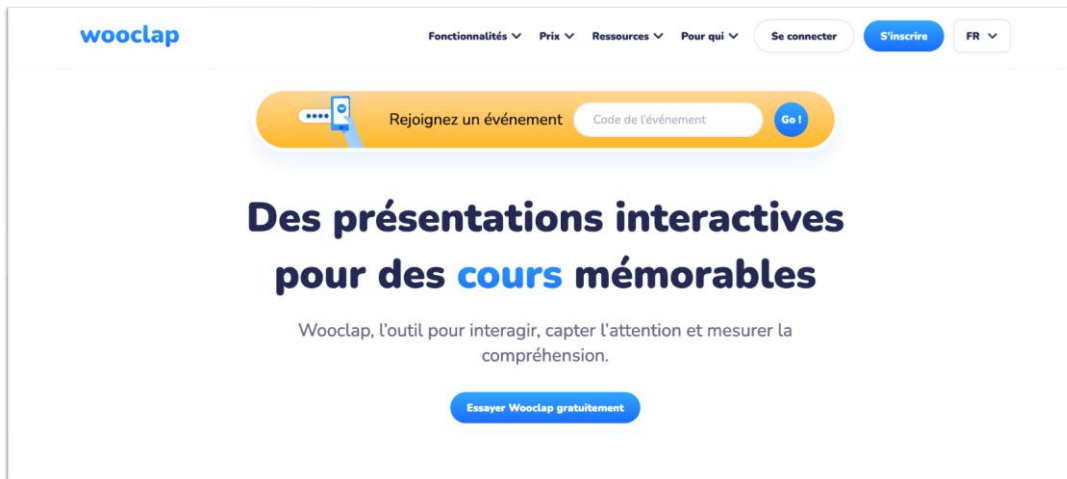 wooclap
Fonctionnalités
Prix
Ressources
Pour qui
Se connecter
S'inscrire
FR
Rejoignez un événement
Code de l'événement
Go !
Des présentations interactives
pour des cours mémorables
Wooclap, l'outil pour interagir, capter l'attention et mesurer la
compréhension.
Essayer Wooclap gratuitement